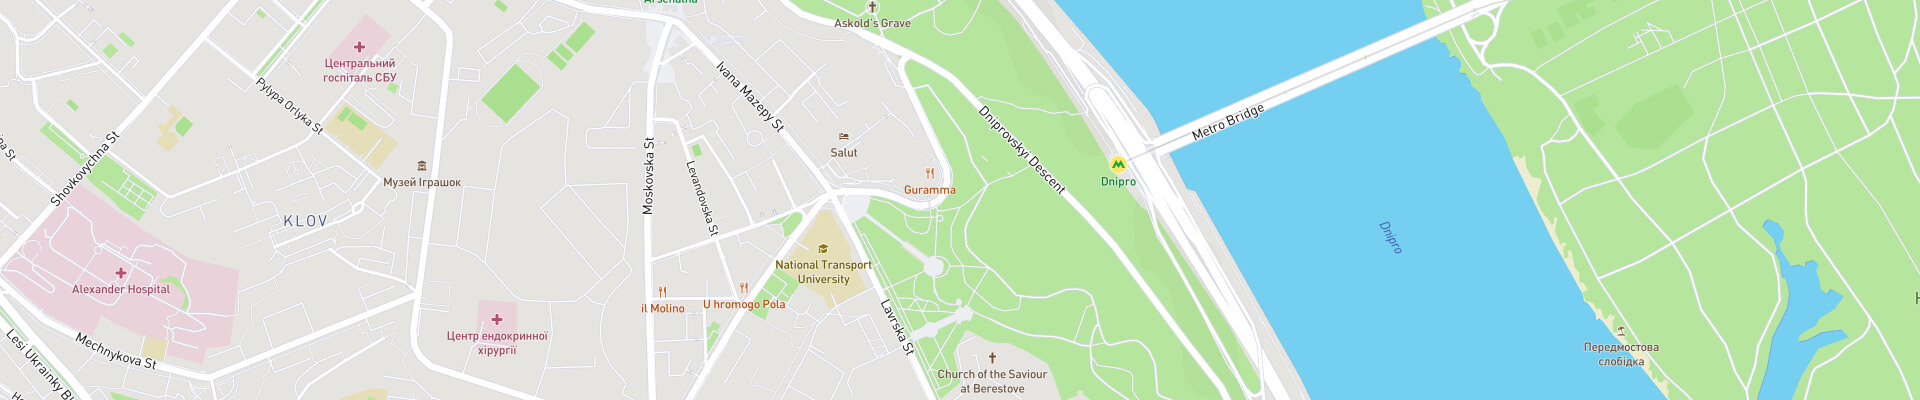 Arsenalna
Askold's Grave
Центральний
госпіталь СБУ
Pylypa Orlyka St
Ivana Mazepy St
Metro Bridge
Dniprovskyi Descent
Shovkovychna St
Salut
Музей Іграшок
Moskovska St
Levandovska St
Guramma
Dnipro
KLOV
Dnipro
National Transport
University
Alexander Hospital
il Molino
U hromogo Pola
Lavrska St
Центр ендокринної
хірургії
Mechnykova St
Lesi Ukrainky B
Передмостова
слобідка
Church of the Saviour
at Berestove